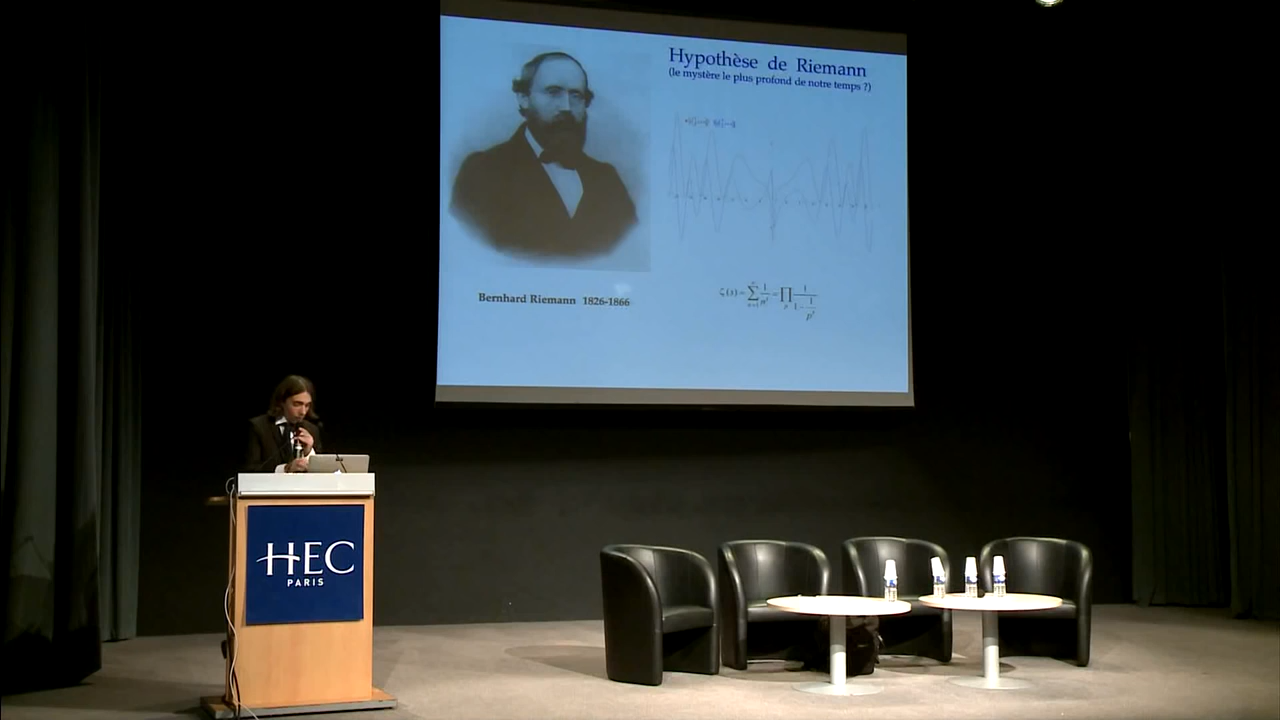 Hypothèse de Riemann
(le mystère le plus profond de notre temps ?)
Bernhard Riemann 1826-1866
HEC
PARIS